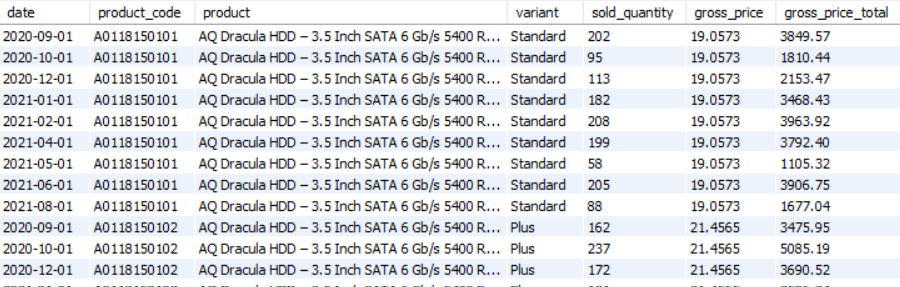 date product_code product variant sold_quantity gross_price gross_price_total
2020-09-01 A0118150101 AQ Dracula HDD – 3.5 Inch SATA 6 Gb/s 5400 R... Standard 202 19.0573 3849.57
2020-10-01 A0118150101 AQ Dracula HDD – 3.5 Inch SATA 6 Gb/s 5400 R... Standard 95 19.0573 1810.44
2020-12-01 A0118150101 AQ Dracula HDD – 3.5 Inch SATA 6 Gb/s 5400 R... Standard 113 19.0573 2153.47
2021-01-01 A0118150101 AQ Dracula HDD – 3.5 Inch SATA 6 Gb/s 5400 R... Standard 182 19.0573 3468.43
2021-02-01 A0118150101 AQ Dracula HDD – 3.5 Inch SATA 6 Gb/s 5400 R... Standard 208 19.0573 3963.92
2021-04-01 A0118150101 AQ Dracula HDD – 3.5 Inch SATA 6 Gb/s 5400 R... Standard 199 19.0573 3792.40
2021-05-01 A0118150101 AQ Dracula HDD – 3.5 Inch SATA 6 Gb/s 5400 R... Standard 58 19.0573 1105.32
2021-06-01 A0118150101 AQ Dracula HDD – 3.5 Inch SATA 6 Gb/s 5400 R... Standard 205 19.0573 3906.75
2021-08-01 A0118150101 AQ Dracula HDD – 3.5 Inch SATA 6 Gb/s 5400 R... Standard 88 19.0573 1677.04
2020-09-01 A0118150102 AQ Dracula HDD – 3.5 Inch SATA 6 Gb/s 5400 R... Plus 162 21.4565 3475.95
2020-10-01 A0118150102 AQ Dracula HDD – 3.5 Inch SATA 6 Gb/s 5400 R... Plus 237 21.4565 5085.19
2020-12-01 A0118150102 AQ Dracula HDD – 3.5 Inch SATA 6 Gb/s 5400 R... Plus 172 21.4565 3690.52